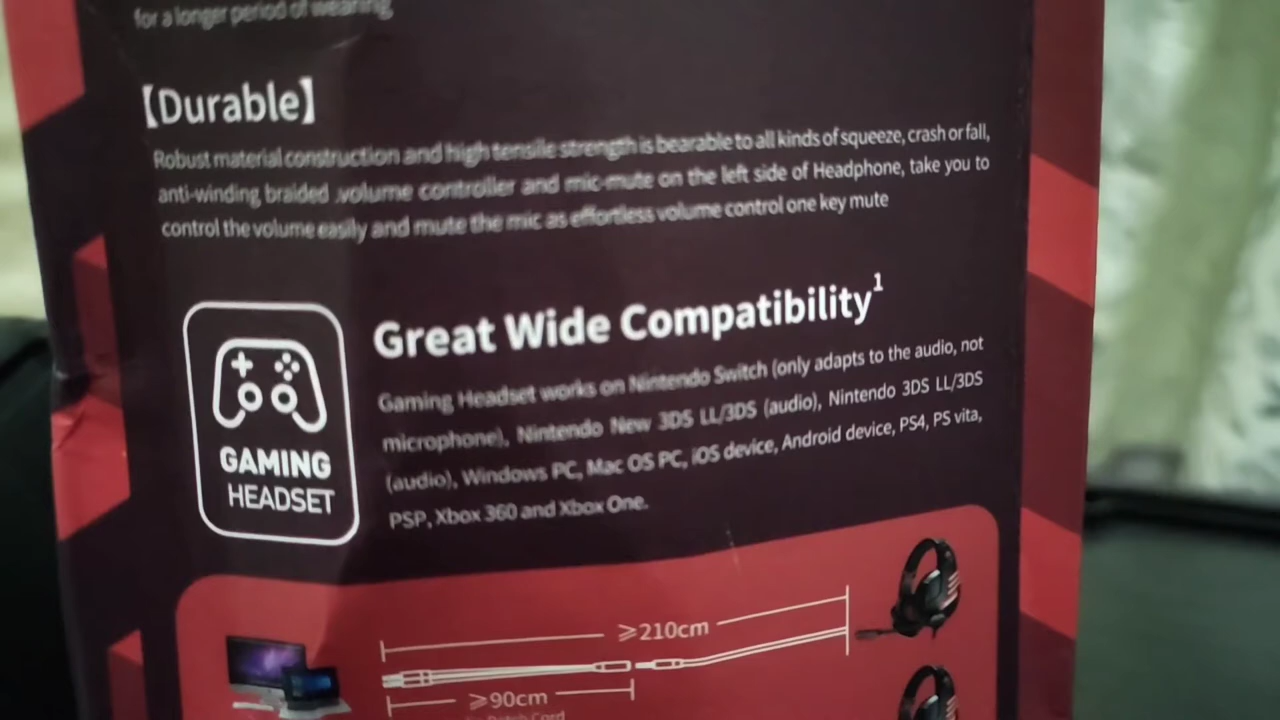 for a longer period of wearing
【Durable】
Robust material construction and high tensile strength is bearable to all kinds of squeeze, crash or fall,
anti-winding braided .volume controller and mic-mute on the left side of Headphone, take you to
control the volume easily and mute the mic as effortless volume control one key mute
Great Wide Compatibility¹
Gaming Headset works on Nintendo Switch (only adapts to the audio, not
microphone), Nintendo New 3DS LL/3DS (audio), Nintendo 3DS LL/3DS
(audio), Windows PC, Mac OS PC, iOS device, Android device, PS4, PS vita,
PSP, Xbox 360 and Xbox One.
GAMING
HEADSET
⩾210cm
⩾90cm
Patch Cord